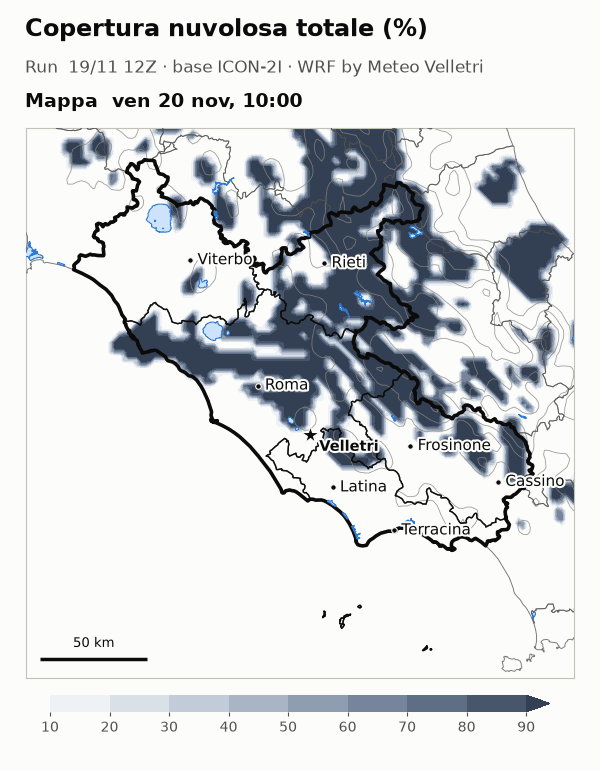 Copertura nuvolosa totale (%)
Run 19/11 12Z · base ICON-2I · WRF by Meteo Velletri
Mappa ven 20 nov, 10:00
Viterbo
Rieti
Roma
Velletri
Frosinone
Cassino
Latina
Terracina
50 km
10 20 30 40 50 60 70 80 90